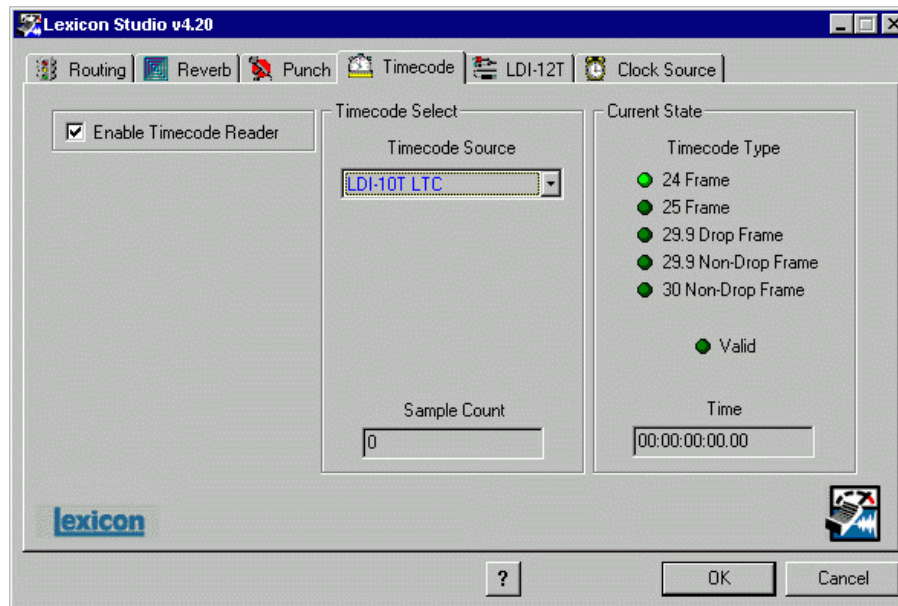 Lexicon Studio v4.20
Routing
Reverb
Punch
Timecode
LDI-12T
Clock Source
Enable Timecode Reader
Timecode Select
Timecode Source
LDI-10T LTC
Sample Count
0
Current State
Timecode Type
24 Frame
25 Frame
29.9 Drop Frame
29.9 Non-Drop Frame
30 Non-Drop Frame
Valid
Time
00:00:00:00.00
lexicon
?
OK
Cancel